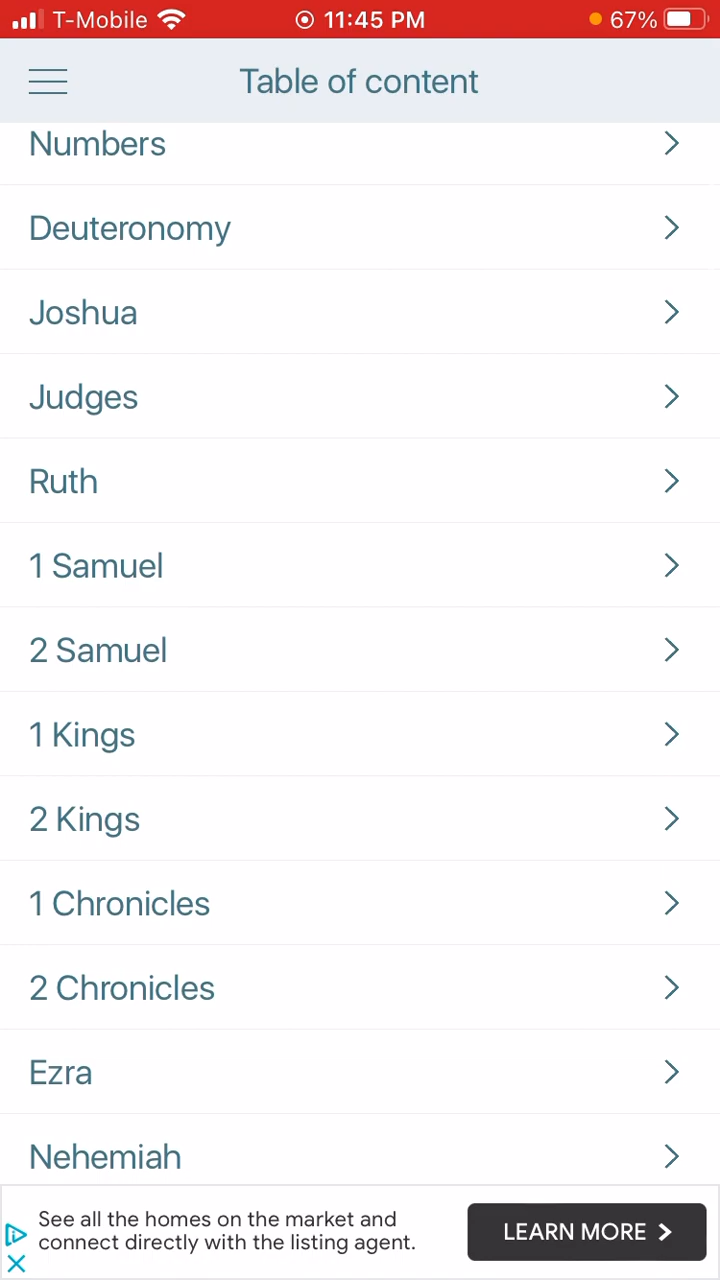 T-Mobile 11:45 PM 67%
Table of content
Numbers
Deuteronomy
Joshua
Judges
Ruth
1 Samuel
2 Samuel
1 Kings
2 Kings
1 Chronicles
2 Chronicles
Ezra
Nehemiah
See all the homes on the market and
connect directly with the listing agent.
LEARN MORE